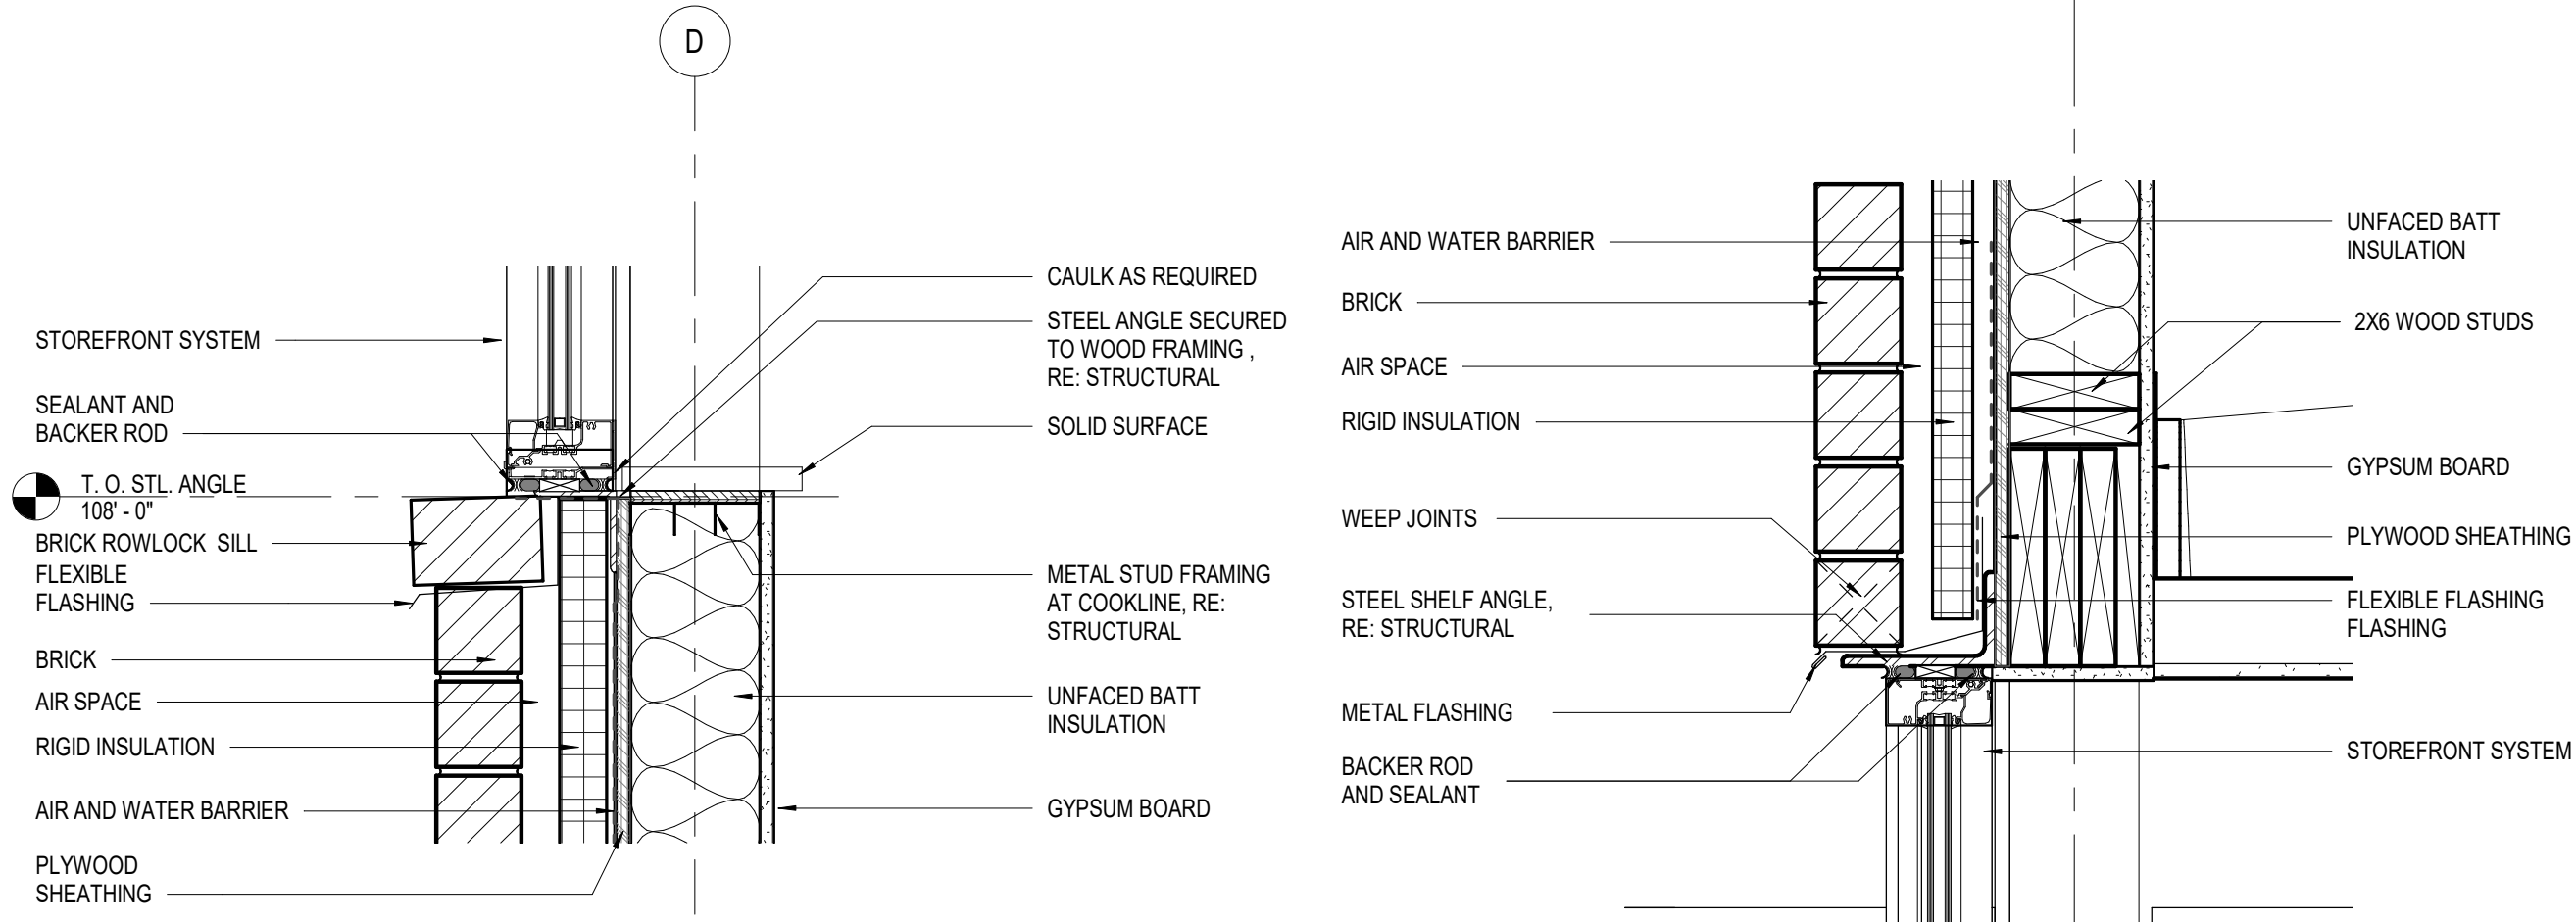 D
STOREFRONT SYSTEM
SEALANT AND
BACKER ROD
T. O. STL. ANGLE
108' - 0"
BRICK ROWLOCK SILL
FLEXIBLE
FLASHING
BRICK
AIR SPACE
RIGID INSULATION
AIR AND WATER BARRIER
PLYWOOD
SHEATHING
CAULK AS REQUIRED
STEEL ANGLE SECURED
TO WOOD FRAMING ,
RE: STRUCTURAL
SOLID SURFACE
METAL STUD FRAMING
AT COOKLINE, RE:
STRUCTURAL
UNFACED BATT
INSULATION
GYPSUM BOARD
AIR AND WATER BARRIER
BRICK
AIR SPACE
RIGID INSULATION
WEEP JOINTS
STEEL SHELF ANGLE,
RE: STRUCTURAL
METAL FLASHING
BACKER ROD
AND SEALANT
UNFACED BATT
INSULATION
2X6 WOOD STUDS
GYPSUM BOARD
PLYWOOD SHEATHING
FLEXIBLE FLASHING
FLASHING
STOREFRONT SYSTEM